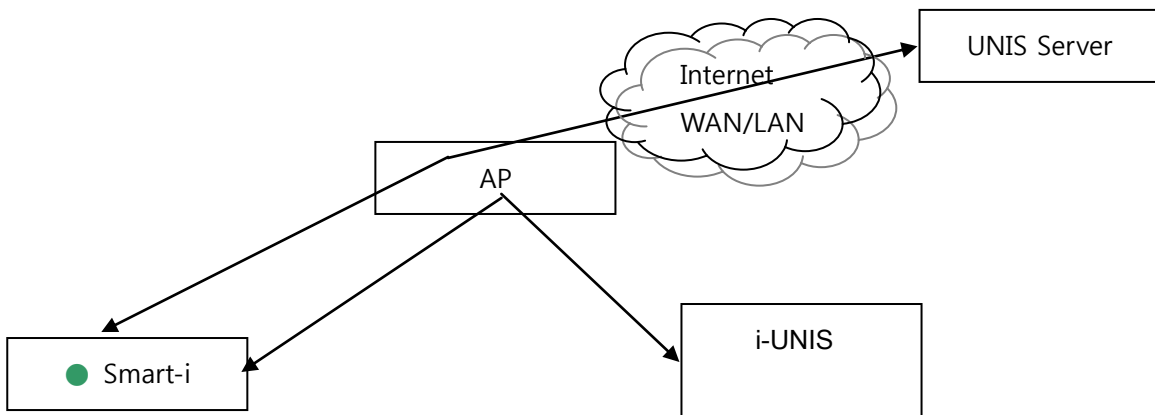 UNIS Server
Internet
WAN/LAN
AP
i-UNIS
Smart-i